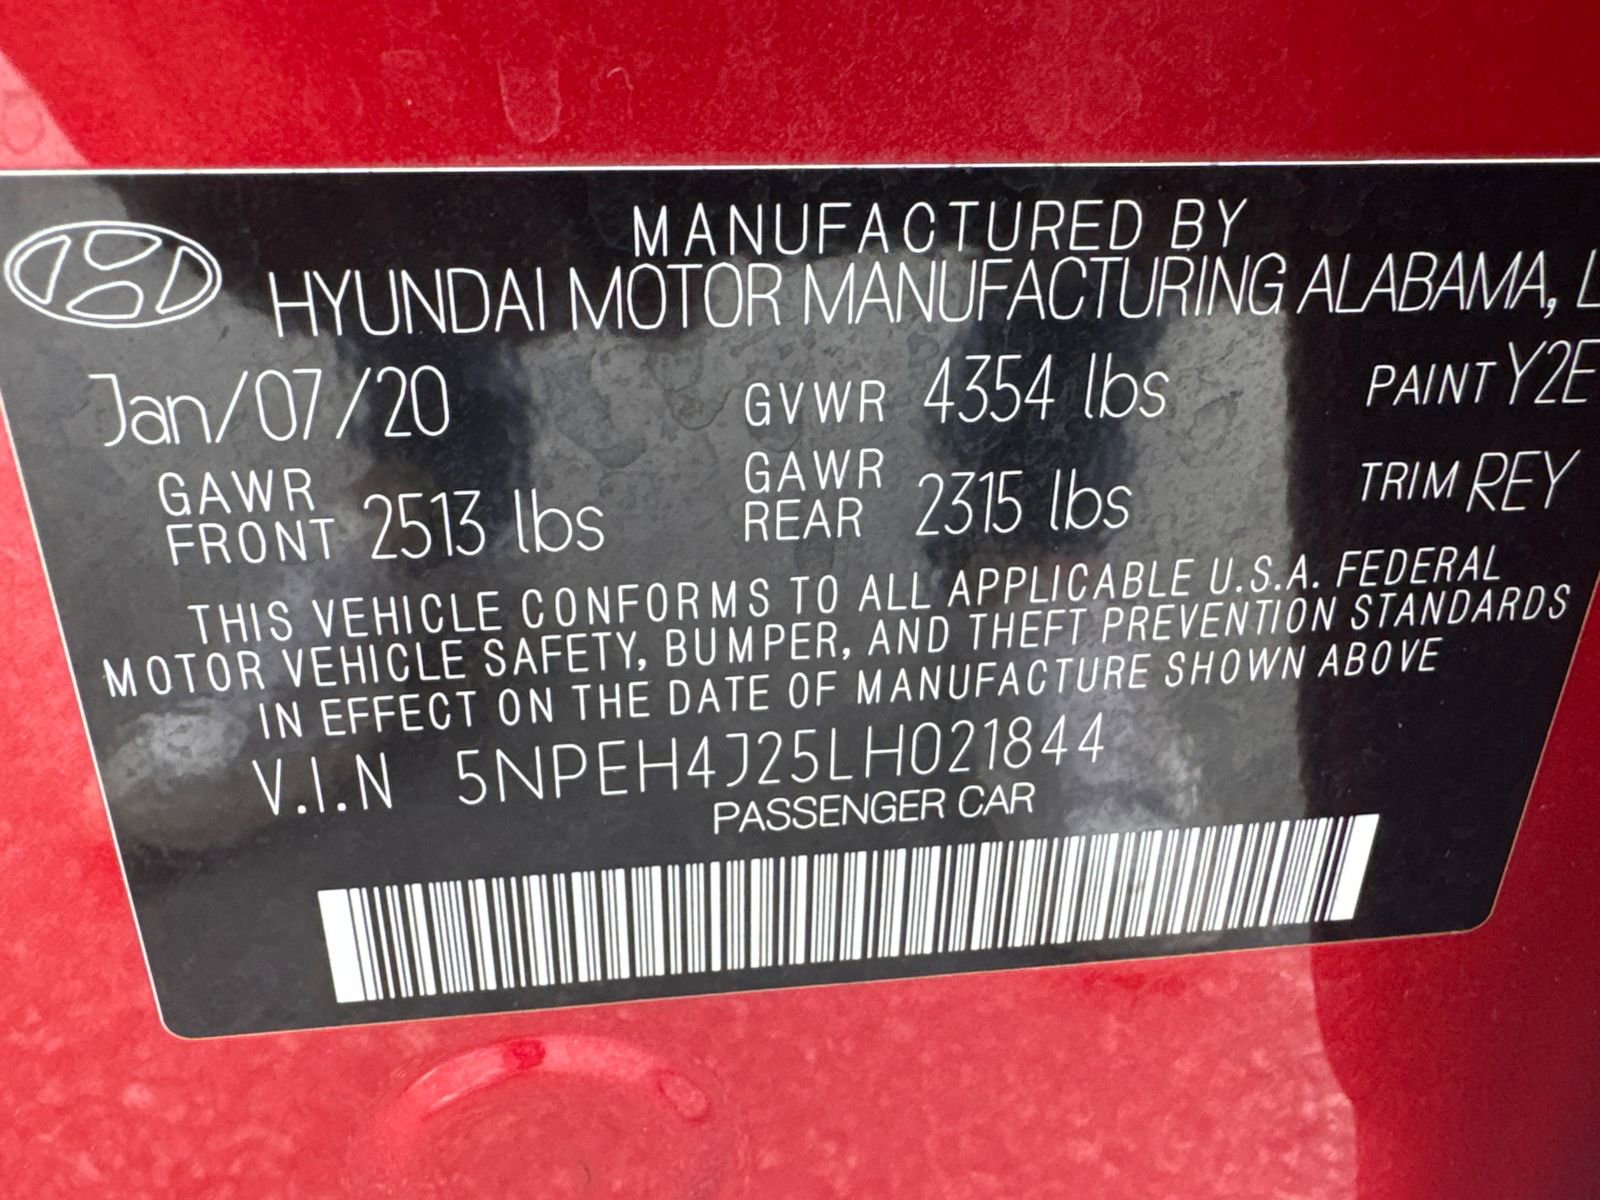 MANUFACTURED BY
HYUNDAI MOTOR MANUFACTURING ALABAMA, L
Jan/07/20 GVWR 4354 lbs PAINT Y2E
GAWR FRONT 2513 lbs GAWR REAR 2315 lbs TRIM REY
THIS VEHICLE CONFORMS TO ALL APPLICABLE U.S.A. FEDERAL
MOTOR VEHICLE SAFETY, BUMPER, AND THEFT PREVENTION STANDARDS
IN EFFECT ON THE DATE OF MANUFACTURE SHOWN ABOVE
V.I.N 5NPEH4J25LH021844
PASSENGER CAR